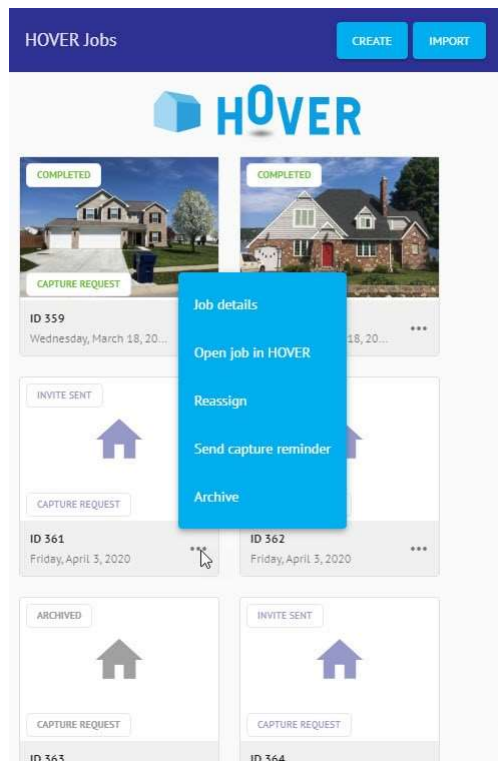 HOVER Jobs
CREATE
IMPORT
HOVER
COMPLETED
COMPLETED
CAPTURE REQUEST
ID 359
Wednesday, March 18, 20...
18, 20...
Job details
Open job in HOVER
Reassign
Send capture reminder
Archive
INVITE SENT
CAPTURE REQUEST
ID 361
Friday, April 3, 2020
ID 362
Friday, April 3, 2020
ARCHIVED
INVITE SENT
CAPTURE REQUEST
CAPTURE REQUEST
ID 363
ID 364